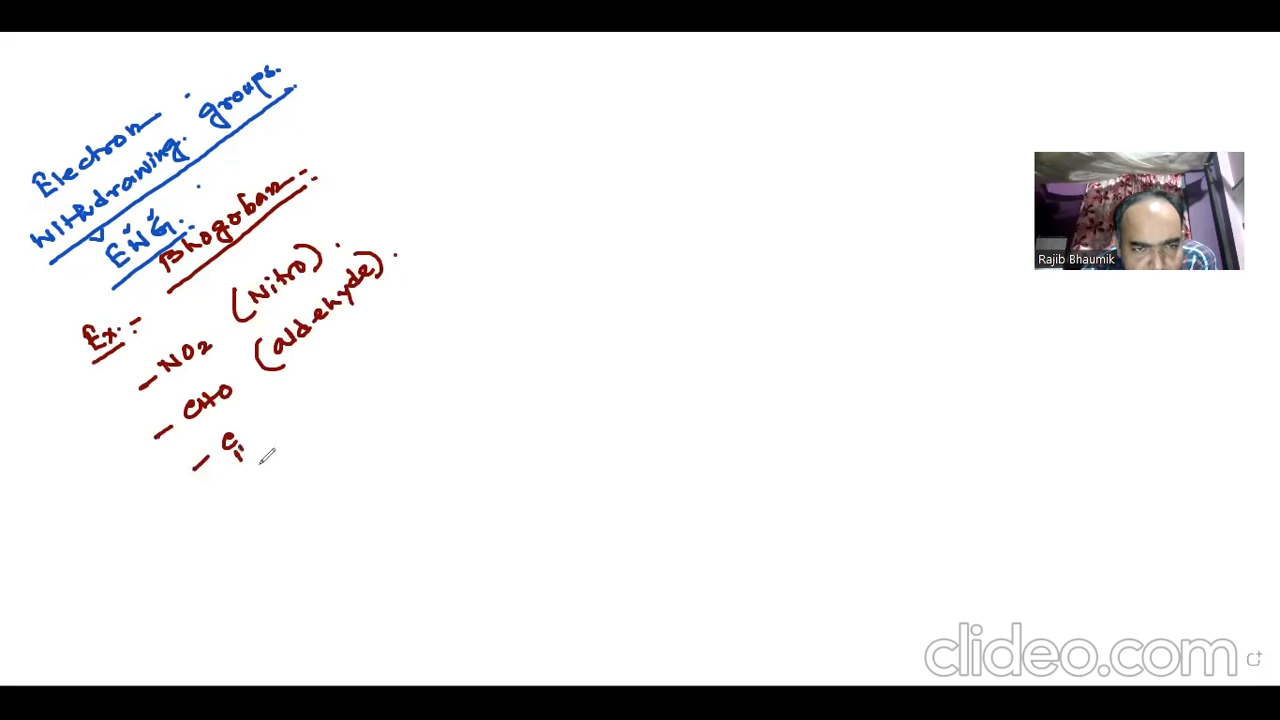 Electron
Withdrawing groups.
EWG.
Bhogoban :-
Ex. :-
- NO2 (Nitro).
- CHO (aldehyde).
- C
Rajib Bhaumik
clideo.com